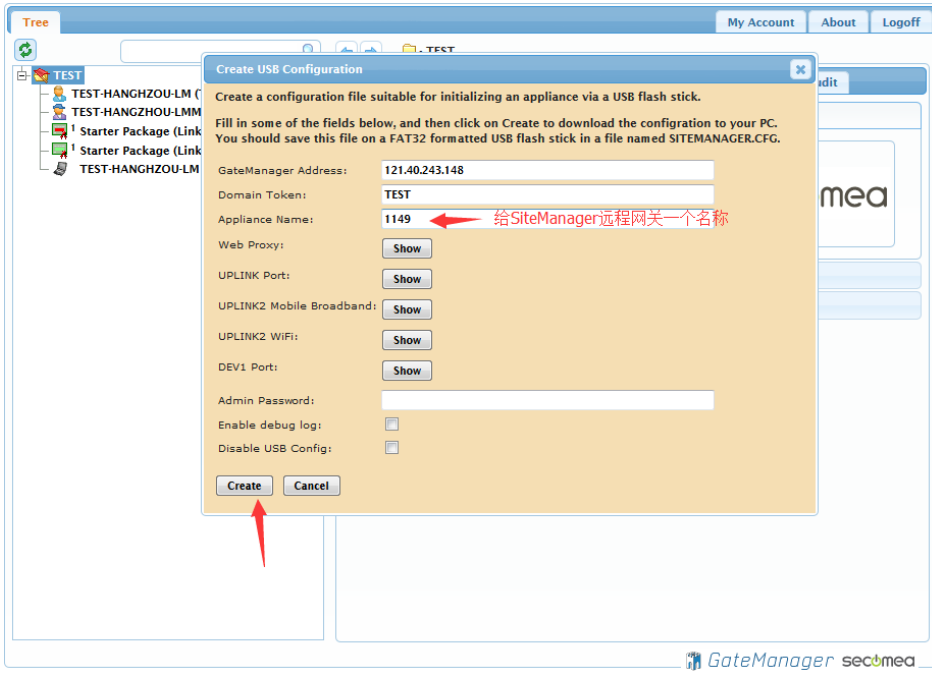 Tree
My Account
About
Logoff
TEST
Create USB Configuration
TEST
TEST-HANGHZOU-LM (
TEST-HANGZHOU-LMM
1 Starter Package (Link
1 Starter Package (Link
TEST-HANGHZOU-LM
Create a configuration file suitable for initializing an appliance via a USB flash stick.
Fill in some of the fields below, and then click on Create to download the configration to your PC.
You should save this file on a FAT32 formatted USB flash stick in a file named SITEMANAGER.CFG.
GateManager Address: 121.40.243.148
Domain Token: TEST
Appliance Name: 1149 给SiteManager远程网关一个名称
Web Proxy: Show
UPLINK Port: Show
UPLINK2 Mobile Broadband: Show
UPLINK2 WiFi: Show
DEV1 Port: Show
Admin Password:
Enable debug log:
Disable USB Config:
Create Cancel
dit
mea
GateManager secomea